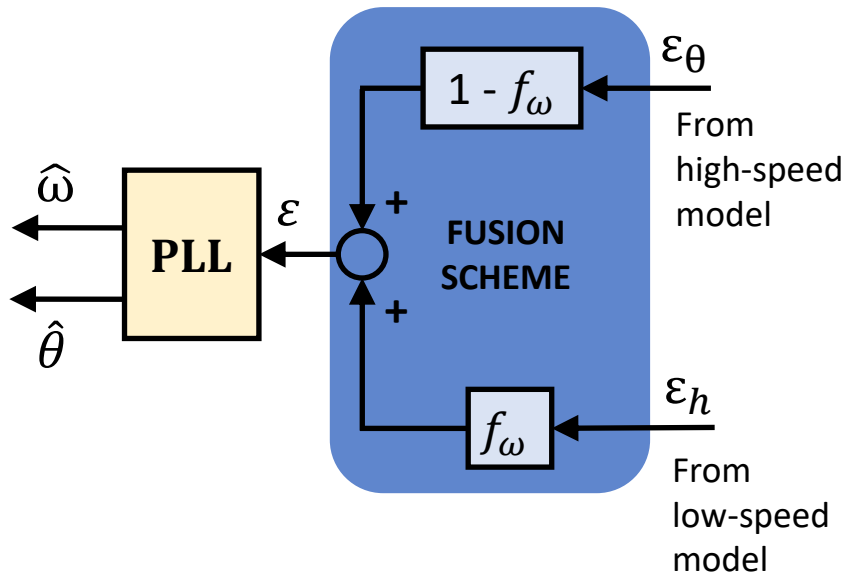 1 - f_ω
ε_θ
From
high-speed
model
ω̂
ε
+
PLL
FUSION
SCHEME
+
θ̂
f_ω
ε_h
From
low-speed
model